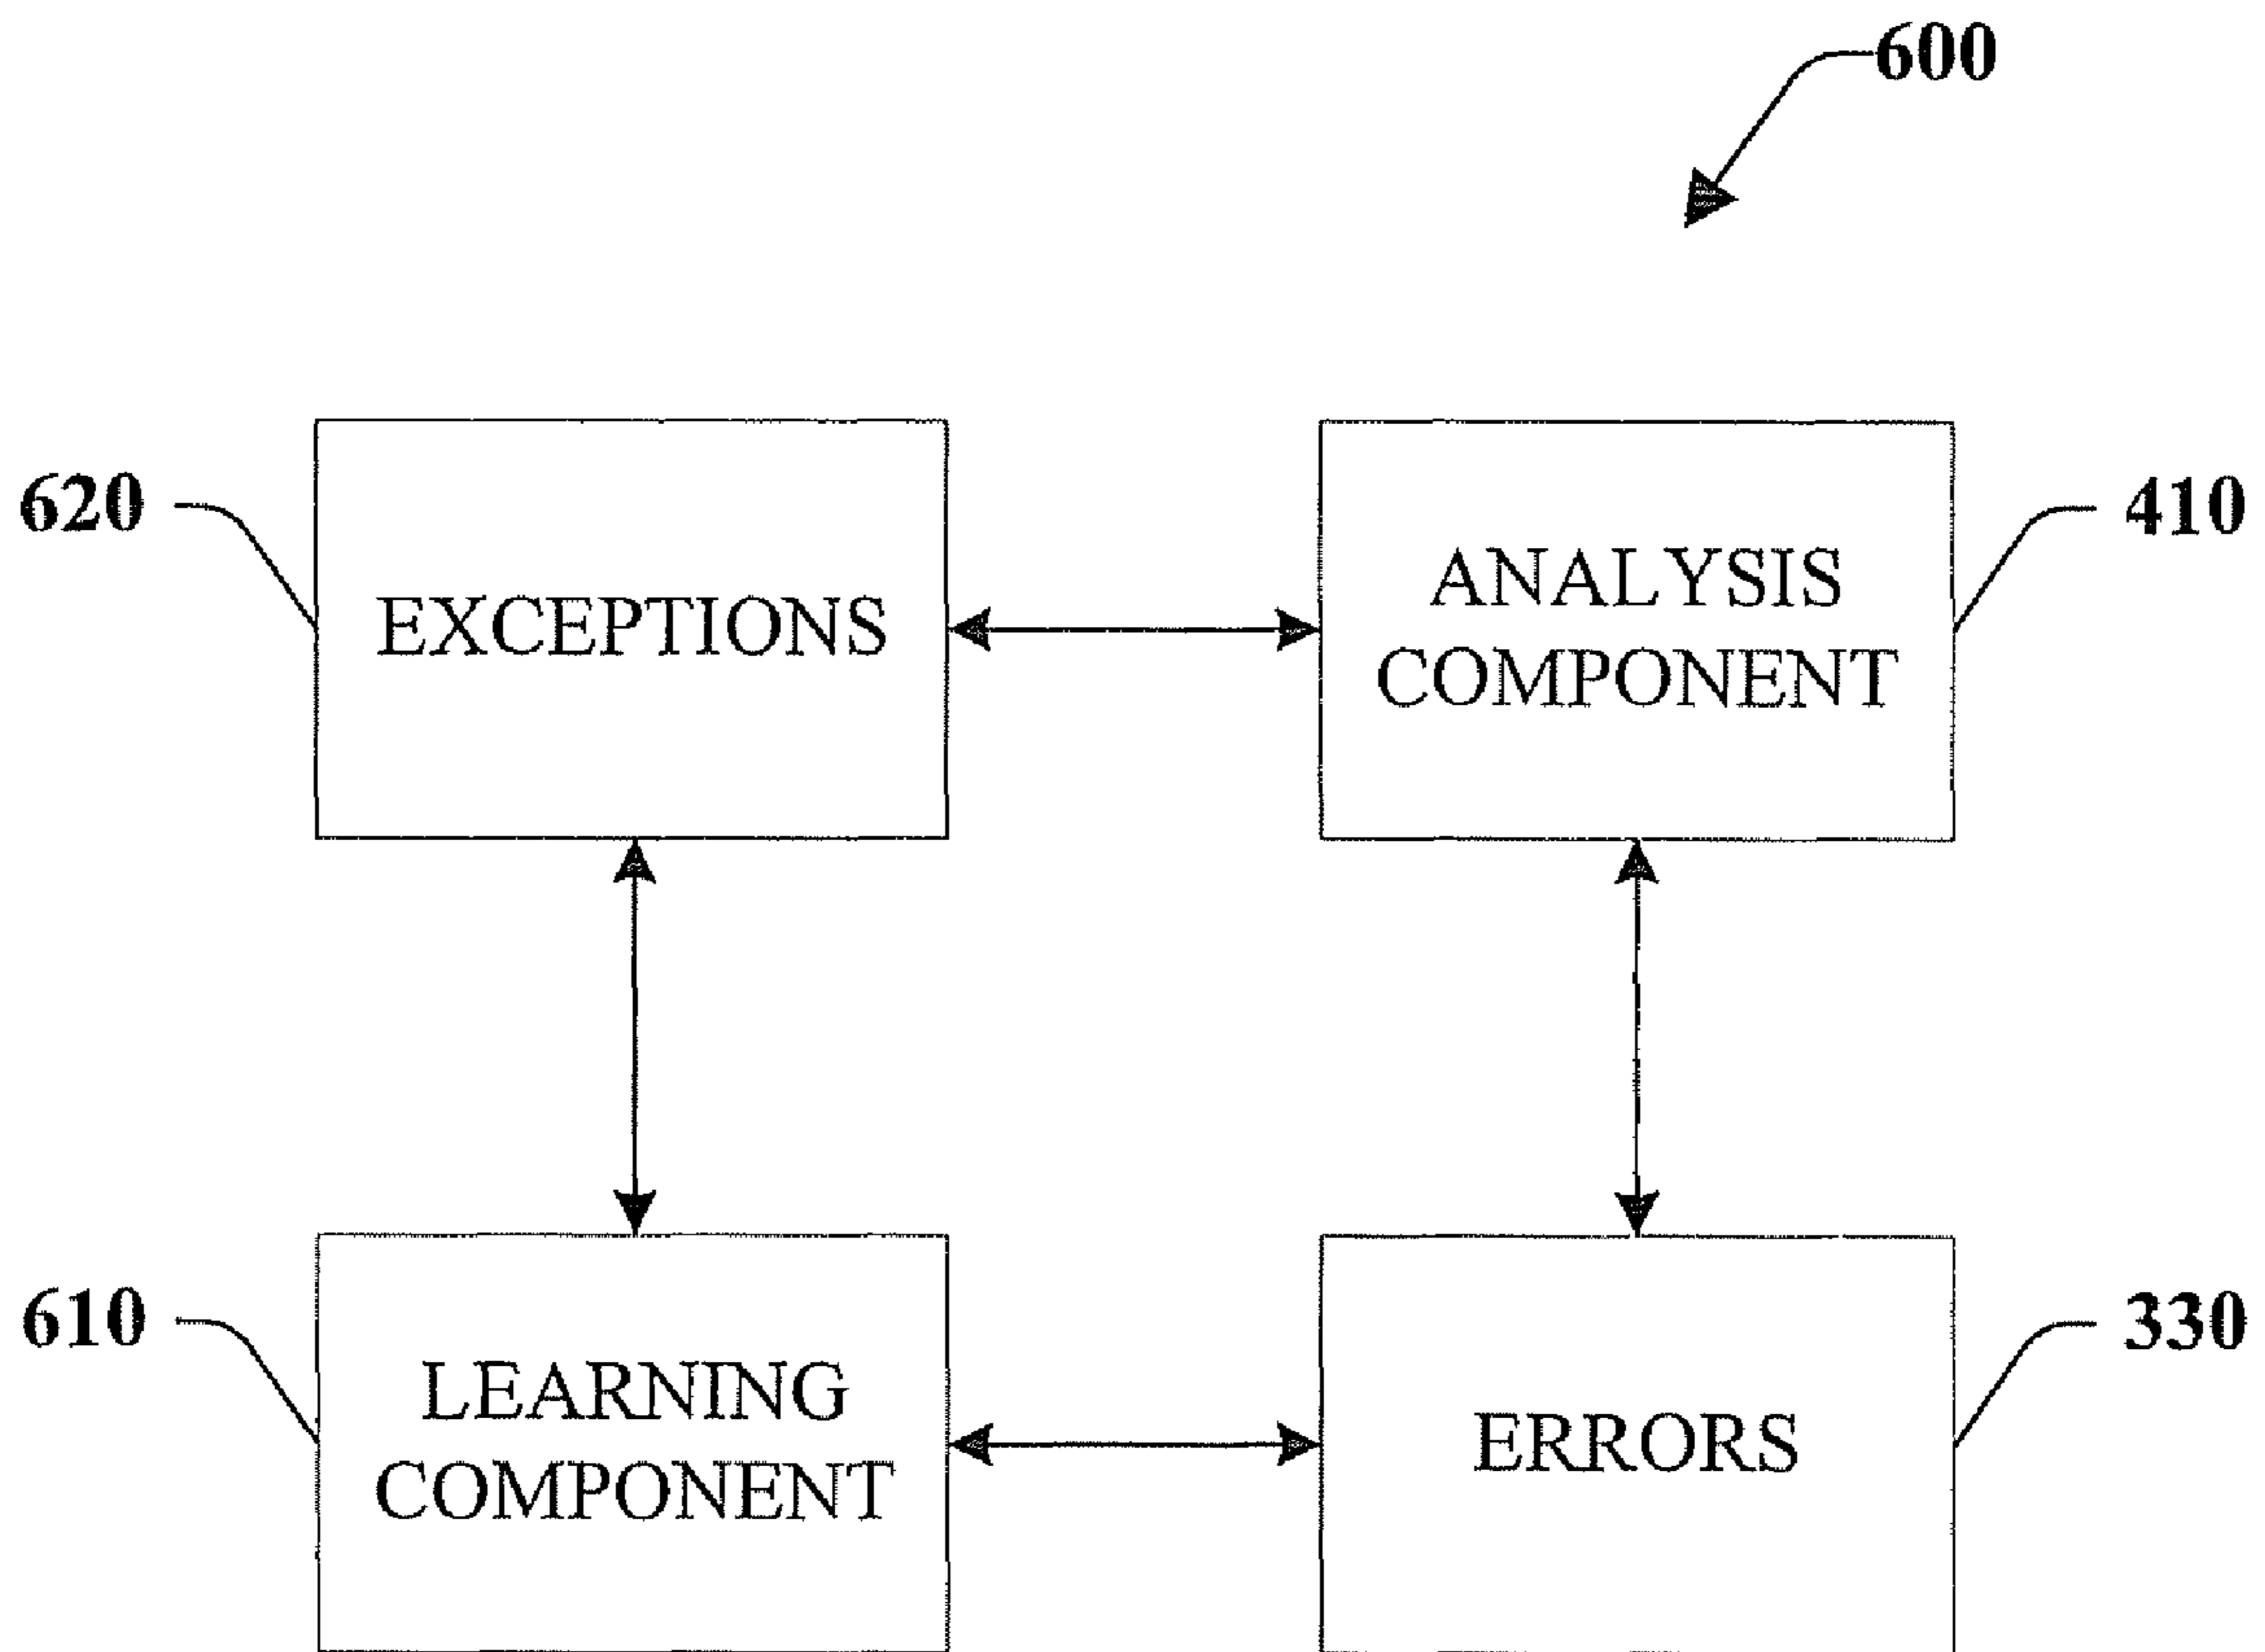 600
620
EXCEPTIONS
ANALYSIS
COMPONENT
410
610
LEARNING
COMPONENT
ERRORS
330